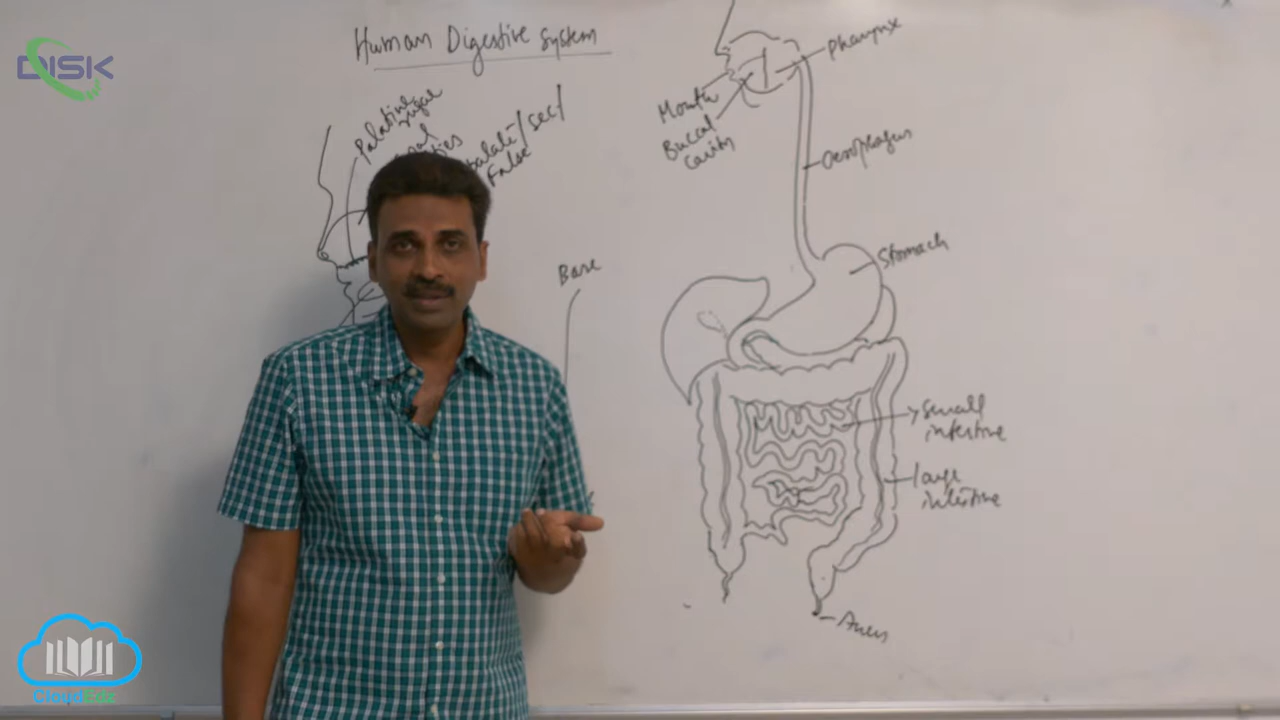 DISK
Human Digestive System
Palatine
palate/sec/
False
Base
Pharynx
Mouth
Buccal
cavity
Oesophagus
Stomach
Small
intestine
large
intestine
Anus
CloudEdz